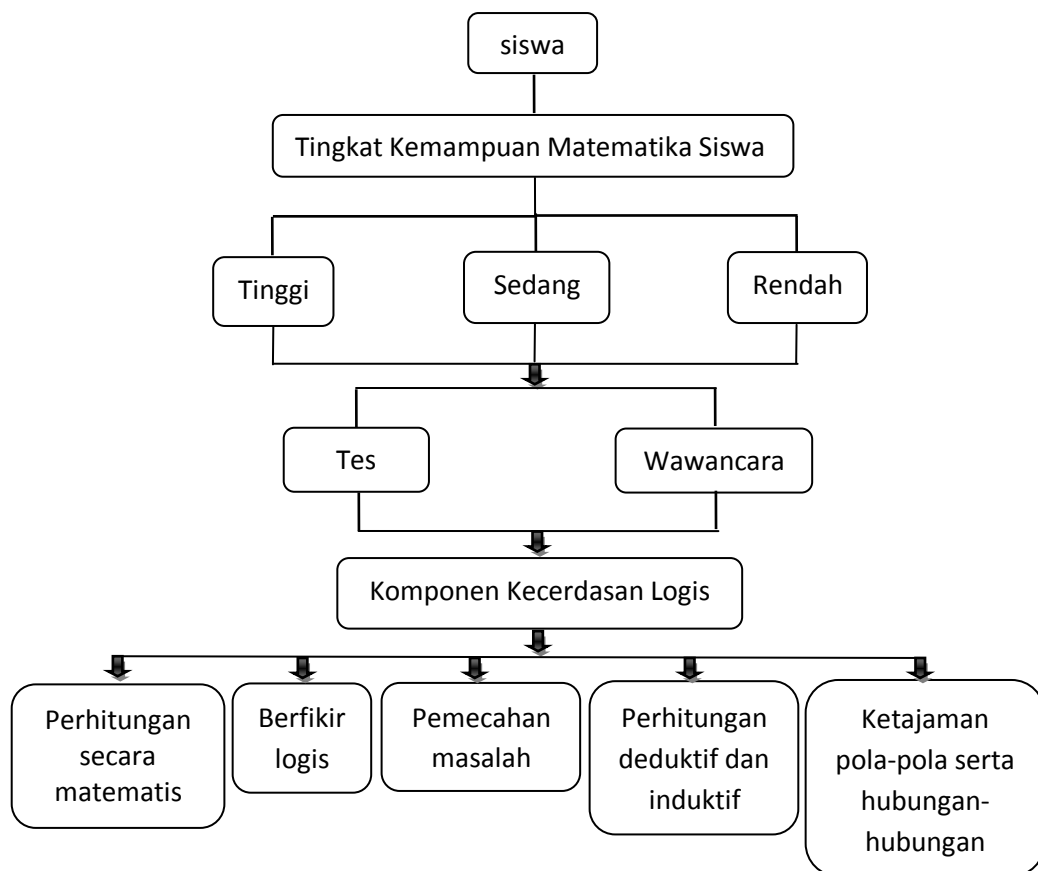 siswa
Tingkat Kemampuan Matematika Siswa
Tinggi
Sedang
Rendah
Tes
Wawancara
Komponen Kecerdasan Logis
Perhitungan
secara
matematis
Berfikir
logis
Pemecahan
masalah
Perhitungan
deduktif dan
induktif
Ketajaman
pola-pola serta
hubungan-
hubungan